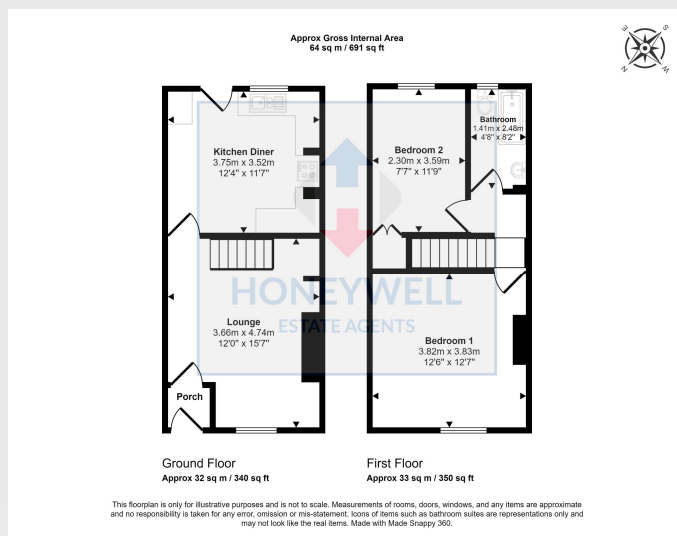 Approx Gross Internal Area
64 sq m / 691 sq ft
E
S
N
W
Kitchen Diner
3.75m x 3.52m
12'4" x 11'7"
Lounge
3.66m x 4.74m
12'0" x 15'7"
Porch
Bedroom 2
2.30m x 3.59m
7'7" x 11'9"
Bathroom
1.41m x 2.48m
4'8" x 8'2"
Bedroom 1
3.82m x 3.83m
12'6" x 12'7"
HONEYWELL
ESTATE AGENTS
Ground Floor
Approx 32 sq m / 340 sq ft
First Floor
Approx 33 sq m / 350 sq ft
This floorplan is only for illustrative purposes and is not to scale. Measurements of rooms, doors, windows, and any items are approximate
and no responsibility is taken for any error, omission or mis-statement. Icons of items such as bathroom suites are representations only and
may not look like the real items. Made with Made Snappy 360.